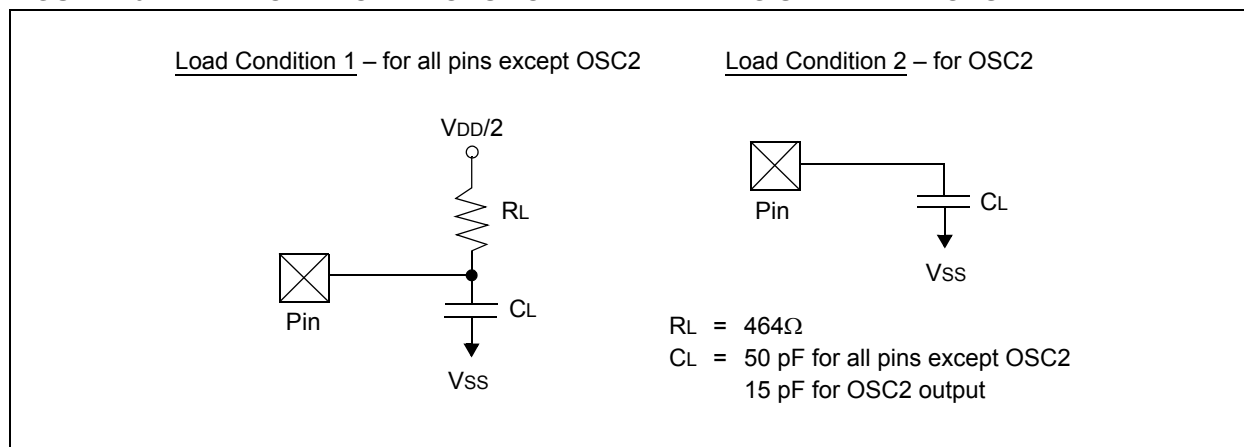 Load Condition 1 – for all pins except OSC2
VDD/2
RL
Pin
CL
VSS
Load Condition 2 – for OSC2
Pin
CL
VSS
RL = 464Ω
CL = 50 pF for all pins except OSC2
15 pF for OSC2 output